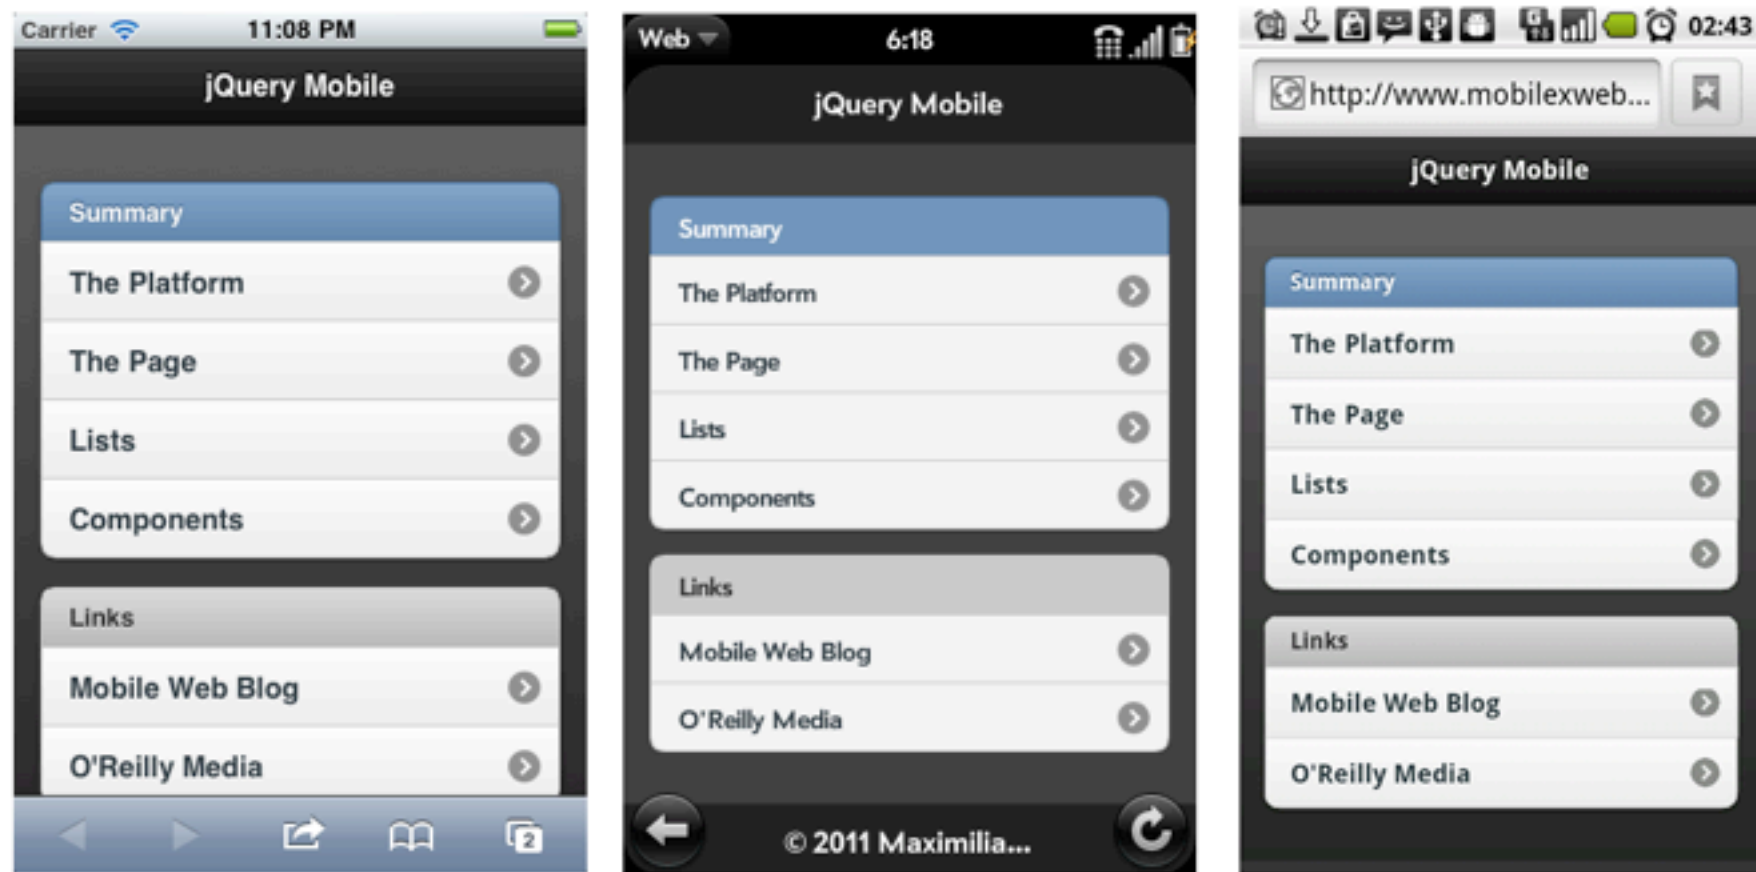 Carrier 11:08 PM
jQuery Mobile
Summary
The Platform
The Page
Lists
Components
Links
Mobile Web Blog
O'Reilly Media
2
Web 6:18
jQuery Mobile
Summary
The Platform
The Page
Lists
Components
Links
Mobile Web Blog
O'Reilly Media
© 2011 Maximilia...
02:43
http://www.mobilexweb...
jQuery Mobile
Summary
The Platform
The Page
Lists
Components
Links
Mobile Web Blog
O'Reilly Media